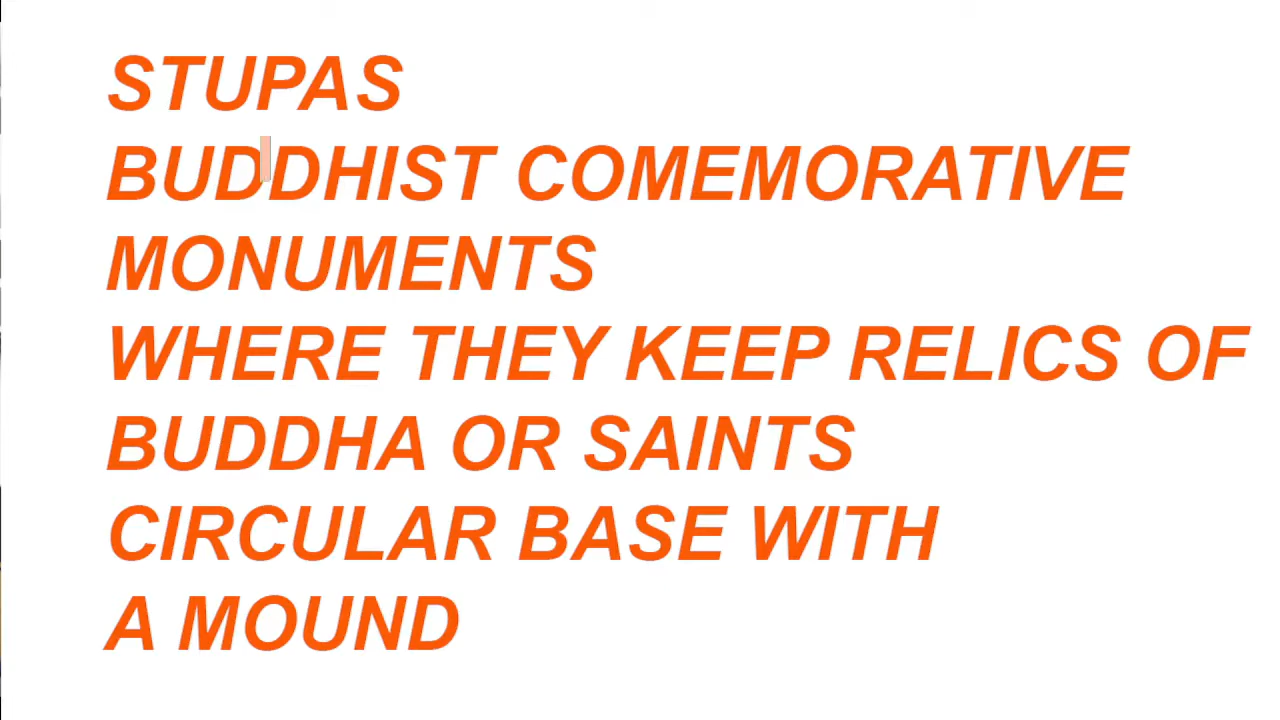 STUPAS
BUDDHIST COMEMORATIVE
MONUMENTS
WHERE THEY KEEP RELICS OF
BUDDHA OR SAINTS
CIRCULAR BASE WITH
A MOUND